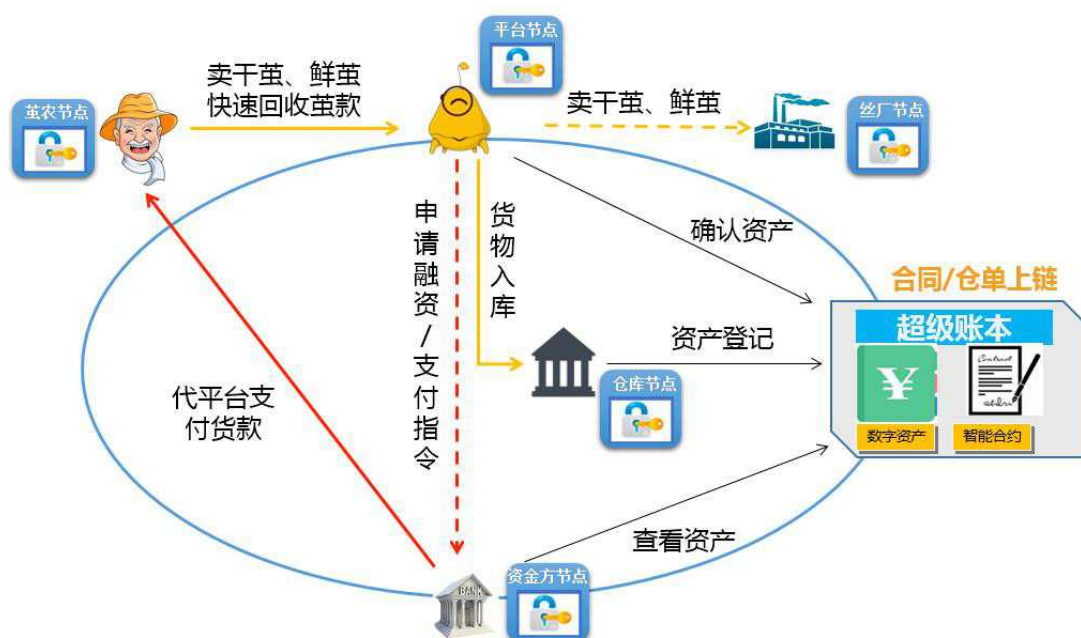 平台节点
卖干茧、鲜茧
快速回收茧款
卖干茧、鲜茧
茧农节点
丝厂节点
申请融资/支付指令
货物入库
确认资产
合同/仓单上链
超级账本
Contract
¥
数字资产
智能合约
资产登记
仓库节点
代平台支
付货款
查看资产
BANK
资金方节点